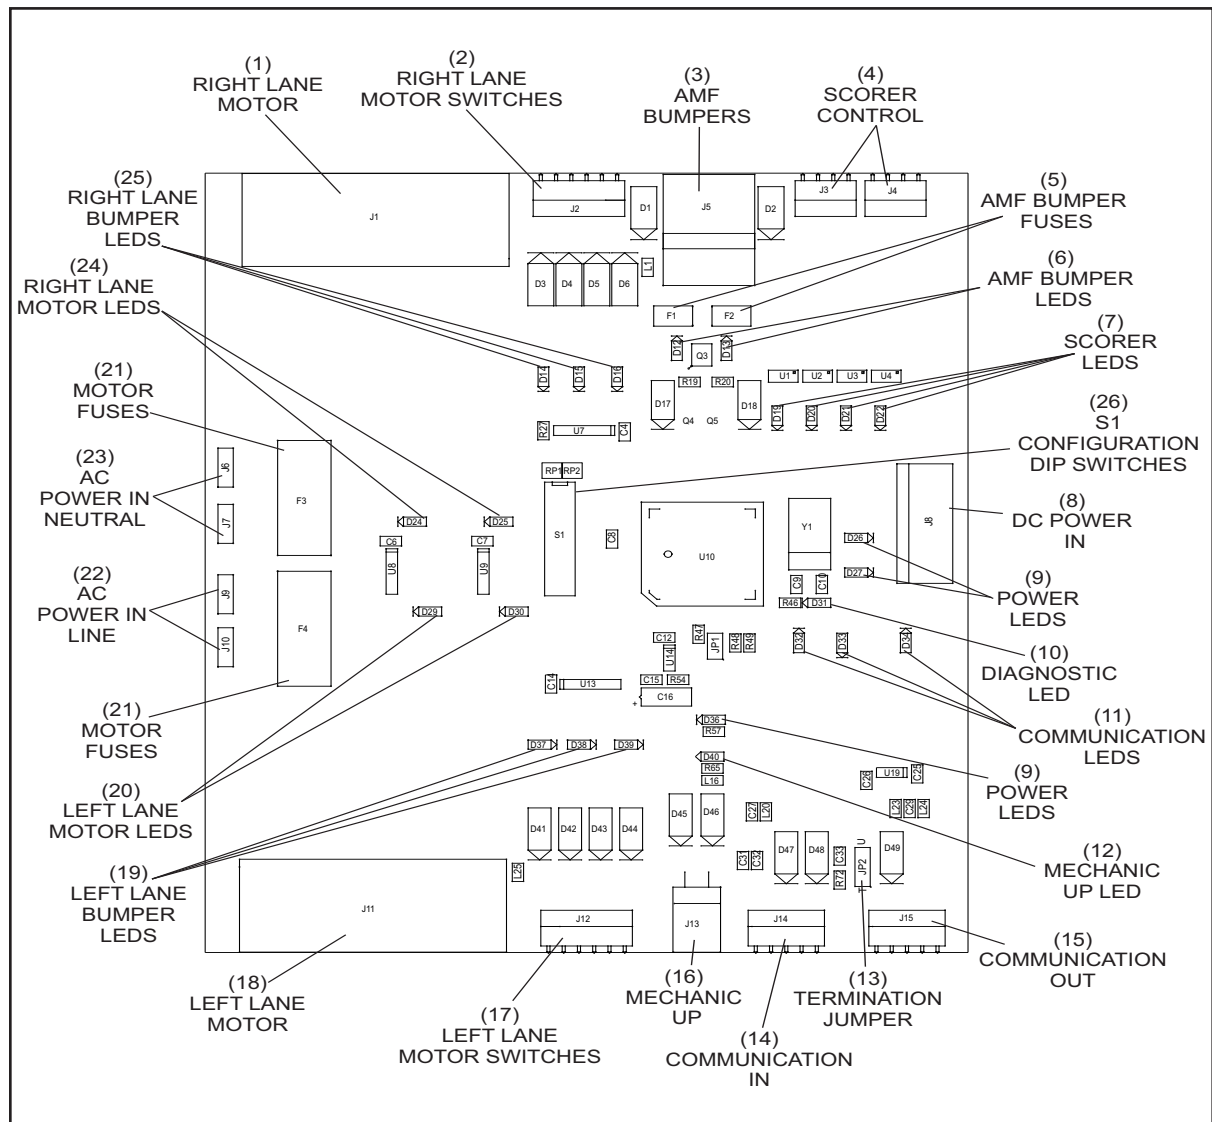 (1)
RIGHT LANE
MOTOR
(2)
RIGHT LANE
MOTOR SWITCHES
(3)
AMF
BUMPERS
(4)
SCORER
CONTROL
(25)
RIGHT LANE
BUMPER
LEDS
(24)
RIGHT LANE
MOTOR LEDS
(21)
MOTOR
FUSES
(23)
AC
POWER IN
NEUTRAL
(22)
AC
POWER IN
LINE
(21)
MOTOR
FUSES
(20)
LEFT LANE
MOTOR LEDS
(19)
LEFT LANE
BUMPER
LEDS
(18)
LEFT LANE
MOTOR
(17)
LEFT LANE
MOTOR SWITCHES
(16)
MECHANIC
UP
(14)
COMMUNICATION
IN
(13)
TERMINATION
JUMPER
(5)
AMF BUMPER
FUSES
(6)
AMF BUMPER
LEDS
(7)
SCORER
LEDS
(26)
S1
CONFIGURATION
DIP SWITCHES
(8)
DC POWER
IN
(9)
POWER
LEDS
(10)
DIAGNOSTIC
LED
(11)
COMMUNICATION
LEDS
(9)
POWER
LEDS
(12)
MECHANIC
UP LED
(15)
COMMUNICATION
OUT
J1
J2
D1
J5
D2
J3
J4
D3
D4
D5
D6
L1
F1
F2
D12
Q3
D13
D14
D15
D16
R19
R20
U1
U2
U3
U4
D17
Q4
Q5
D18
D19
D20
D21
D22
R27
U7
C4
J6
J7
F3
RP1
RP2
S1
D24
D25
C6
C7
U8
U9
C8
U10
Y1
J8
D26
D27
C9
C10
R46
D31
J9
J10
F4
D29
D30
C12
R47
JP1
R48
R49
U14
D32
D33
D34
C14
U13
C15
R54
C16
+
D36
R57
D37
D38
D39
D40
R65
L16
C26
U19
C25
D41
D42
D43
D44
D45
D46
C27
L20
L23
C29
L24
C31
C32
D47
D48
C33
R72
U
JP2
T
D49
L25
J11
J12
J13
J14
J15